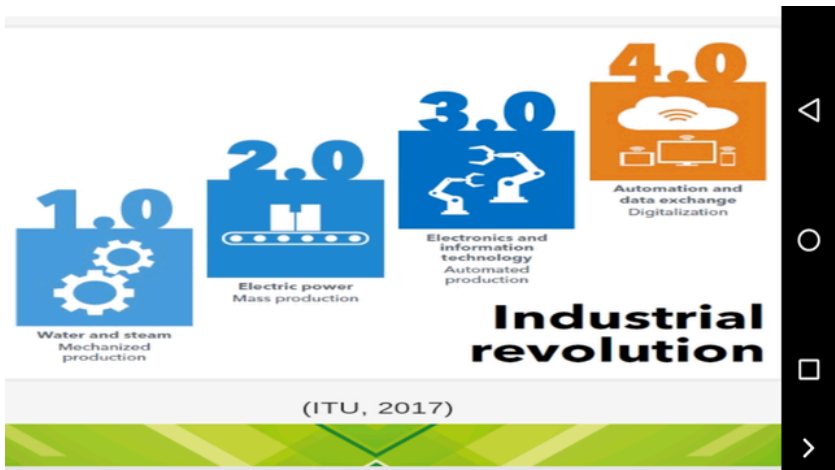 1.0
Water and steam
Mechanized
production
2.0
Electric power
Mass production
3.0
Electronics and
information
technology
Automated
production
4.0
Automation and
data exchange
Digitalization
Industrial
revolution
(ITU, 2017)